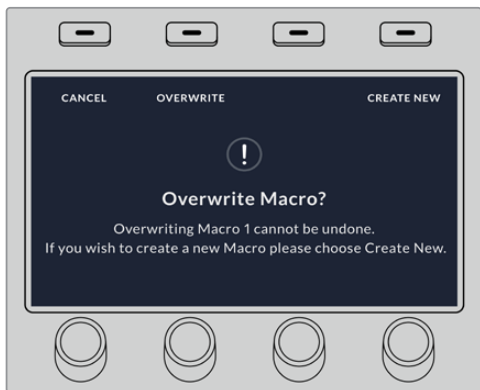 CANCEL OVERWRITE CREATE NEW
!
Overwrite Macro?
Overwriting Macro 1 cannot be undone.
If you wish to create a new Macro please choose Create New.